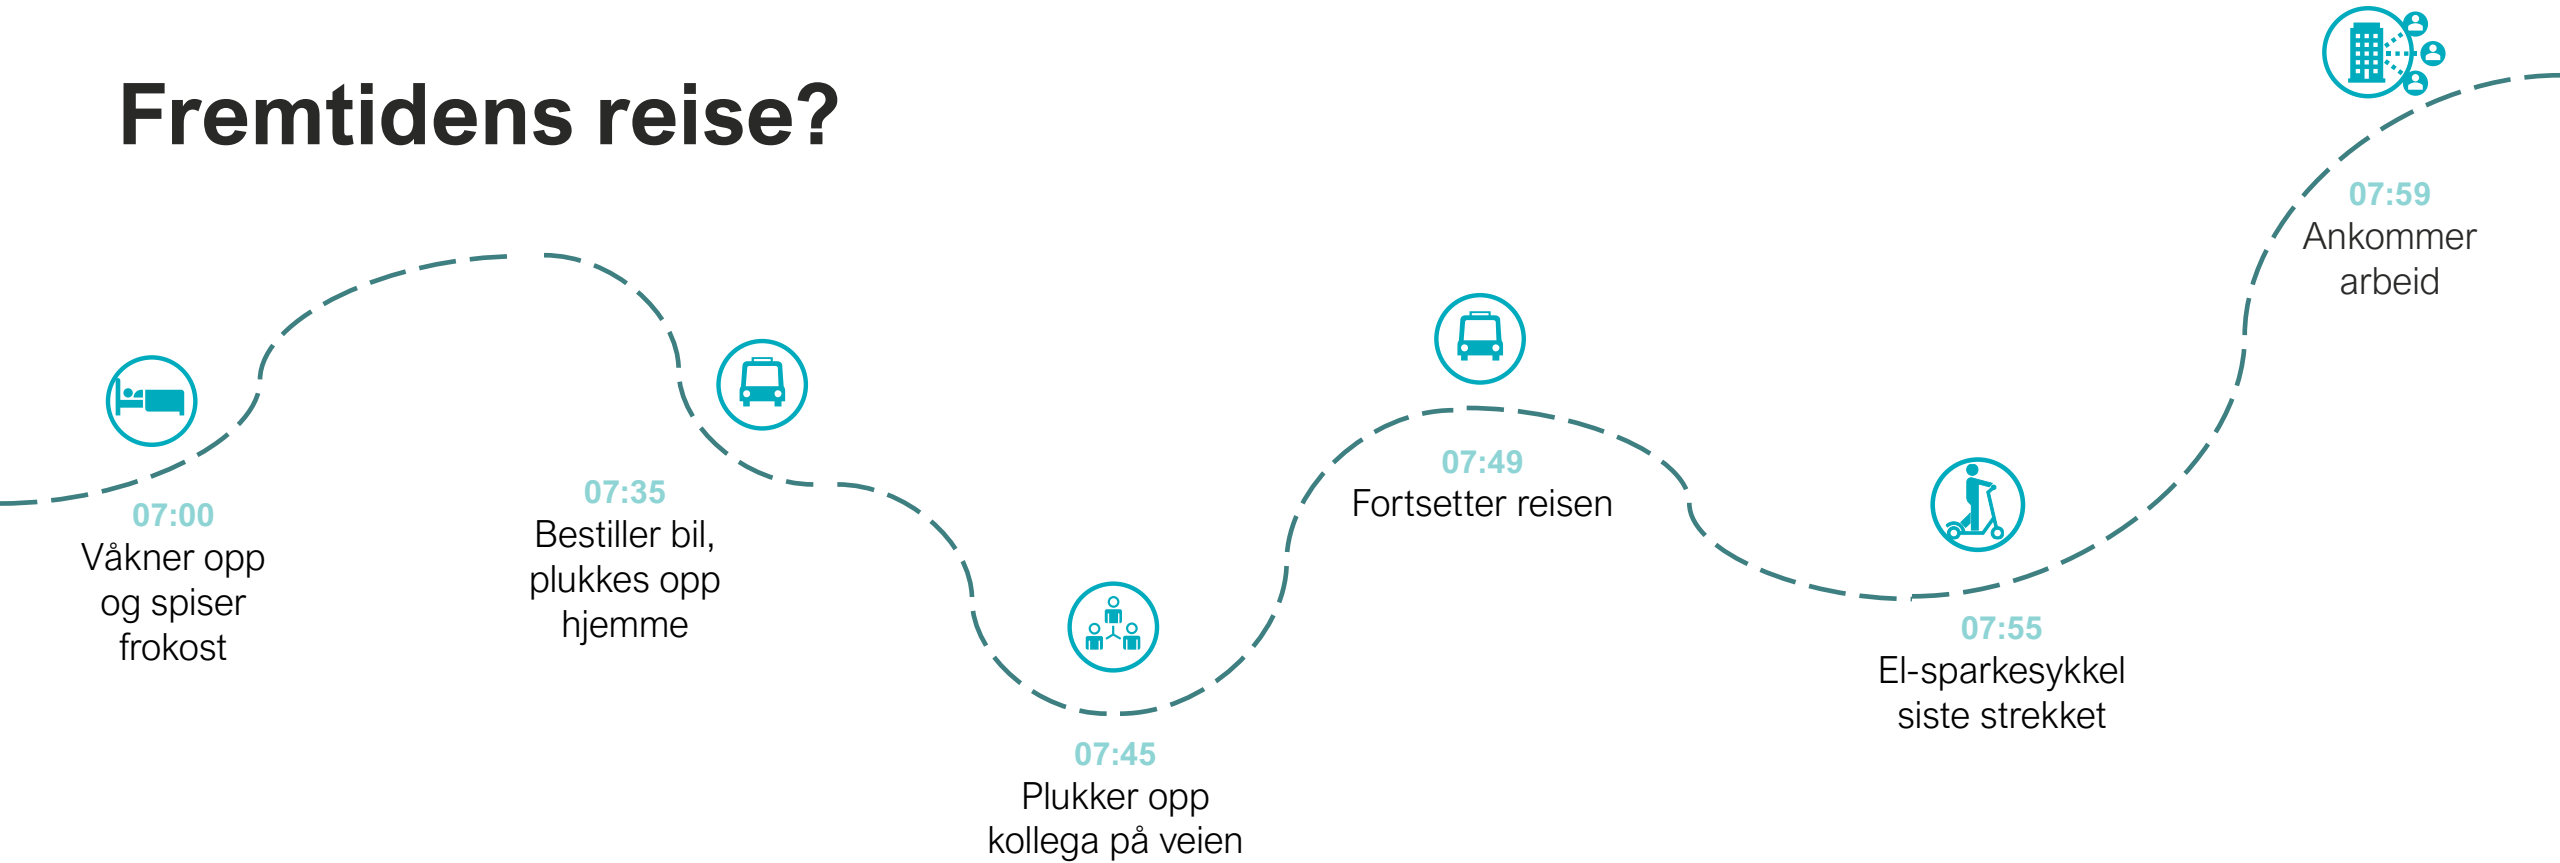 Fremtidens reise?
07:00
Våkner opp
og spiser
frokost
07:35
Bestiller bil,
plukkes opp
hjemme
07:45
Plukker opp
kollega på veien
07:49
Fortsetter reisen
07:55
El-sparkesykkel
siste strekket
07:59
Ankommer
arbeid